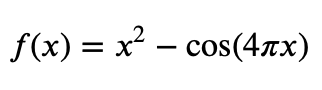 f(x) = x² − cos(4πx)